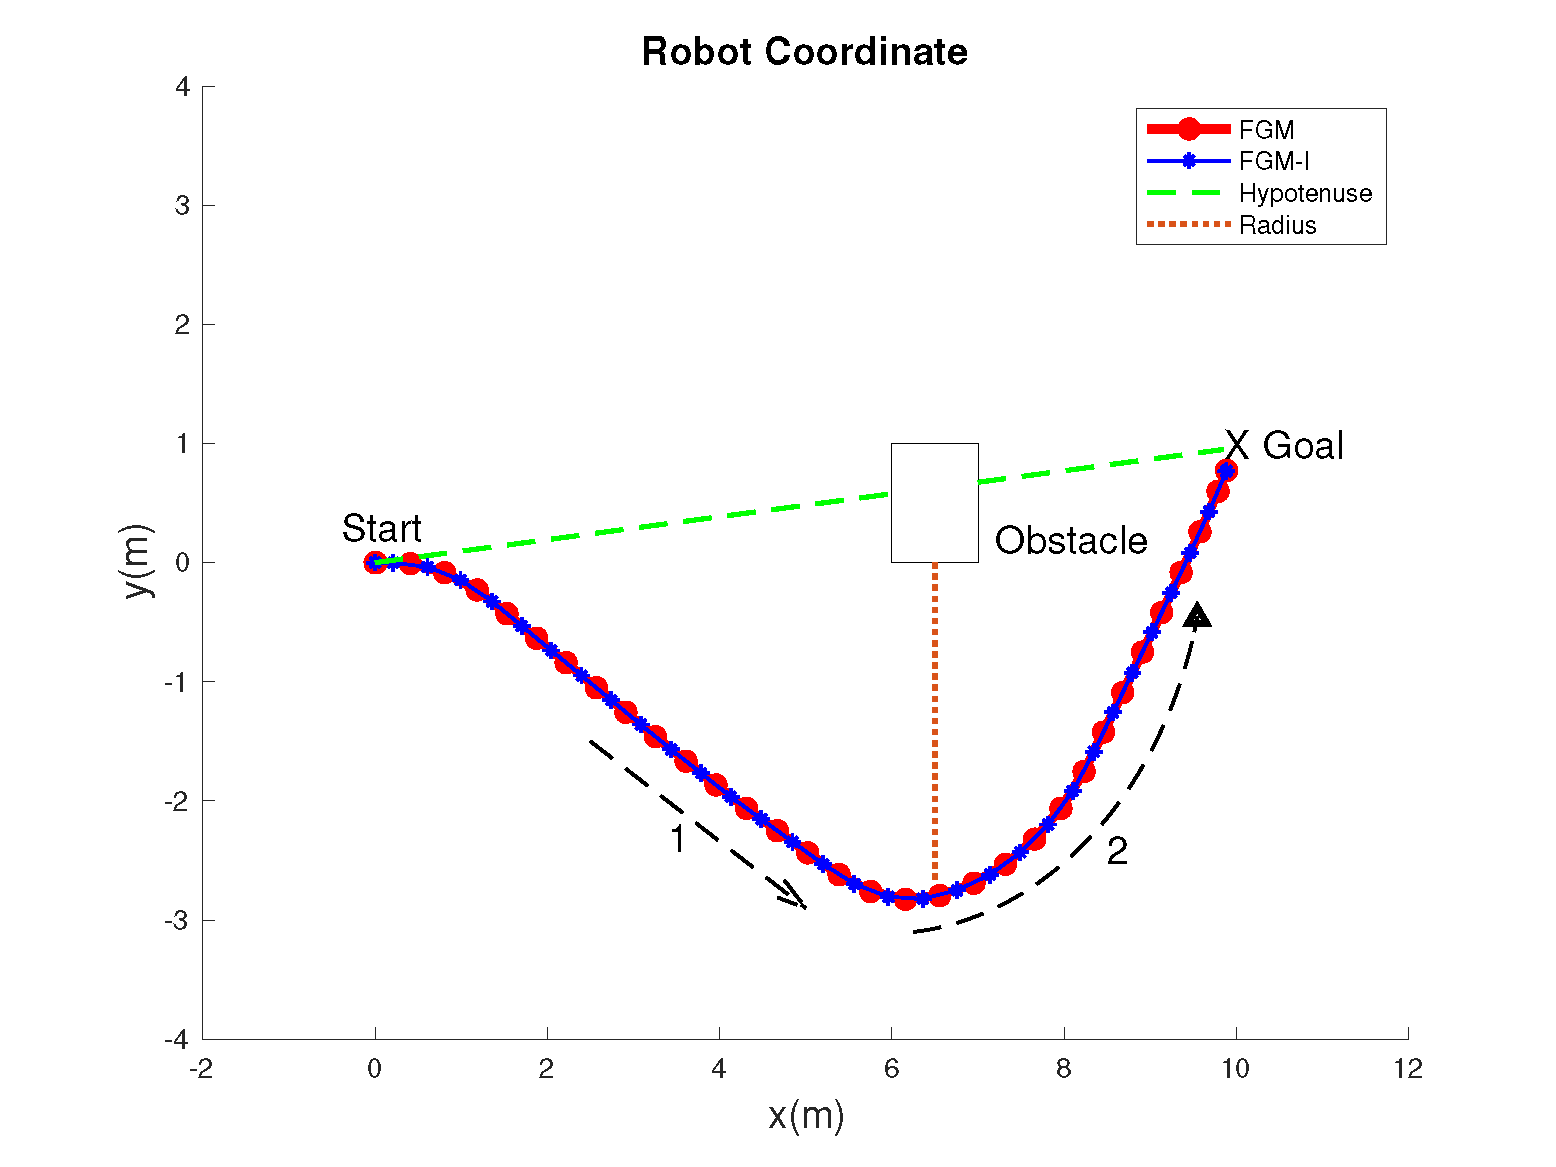 Robot Coordinate
FGM
FGM-I
Hypotenuse
Radius
4
3
2
1
0
-1
-2
-3
-4
y(m)
Start
X Goal
Obstacle
1
2
-2
0
2
4
6
8
10
12
x(m)